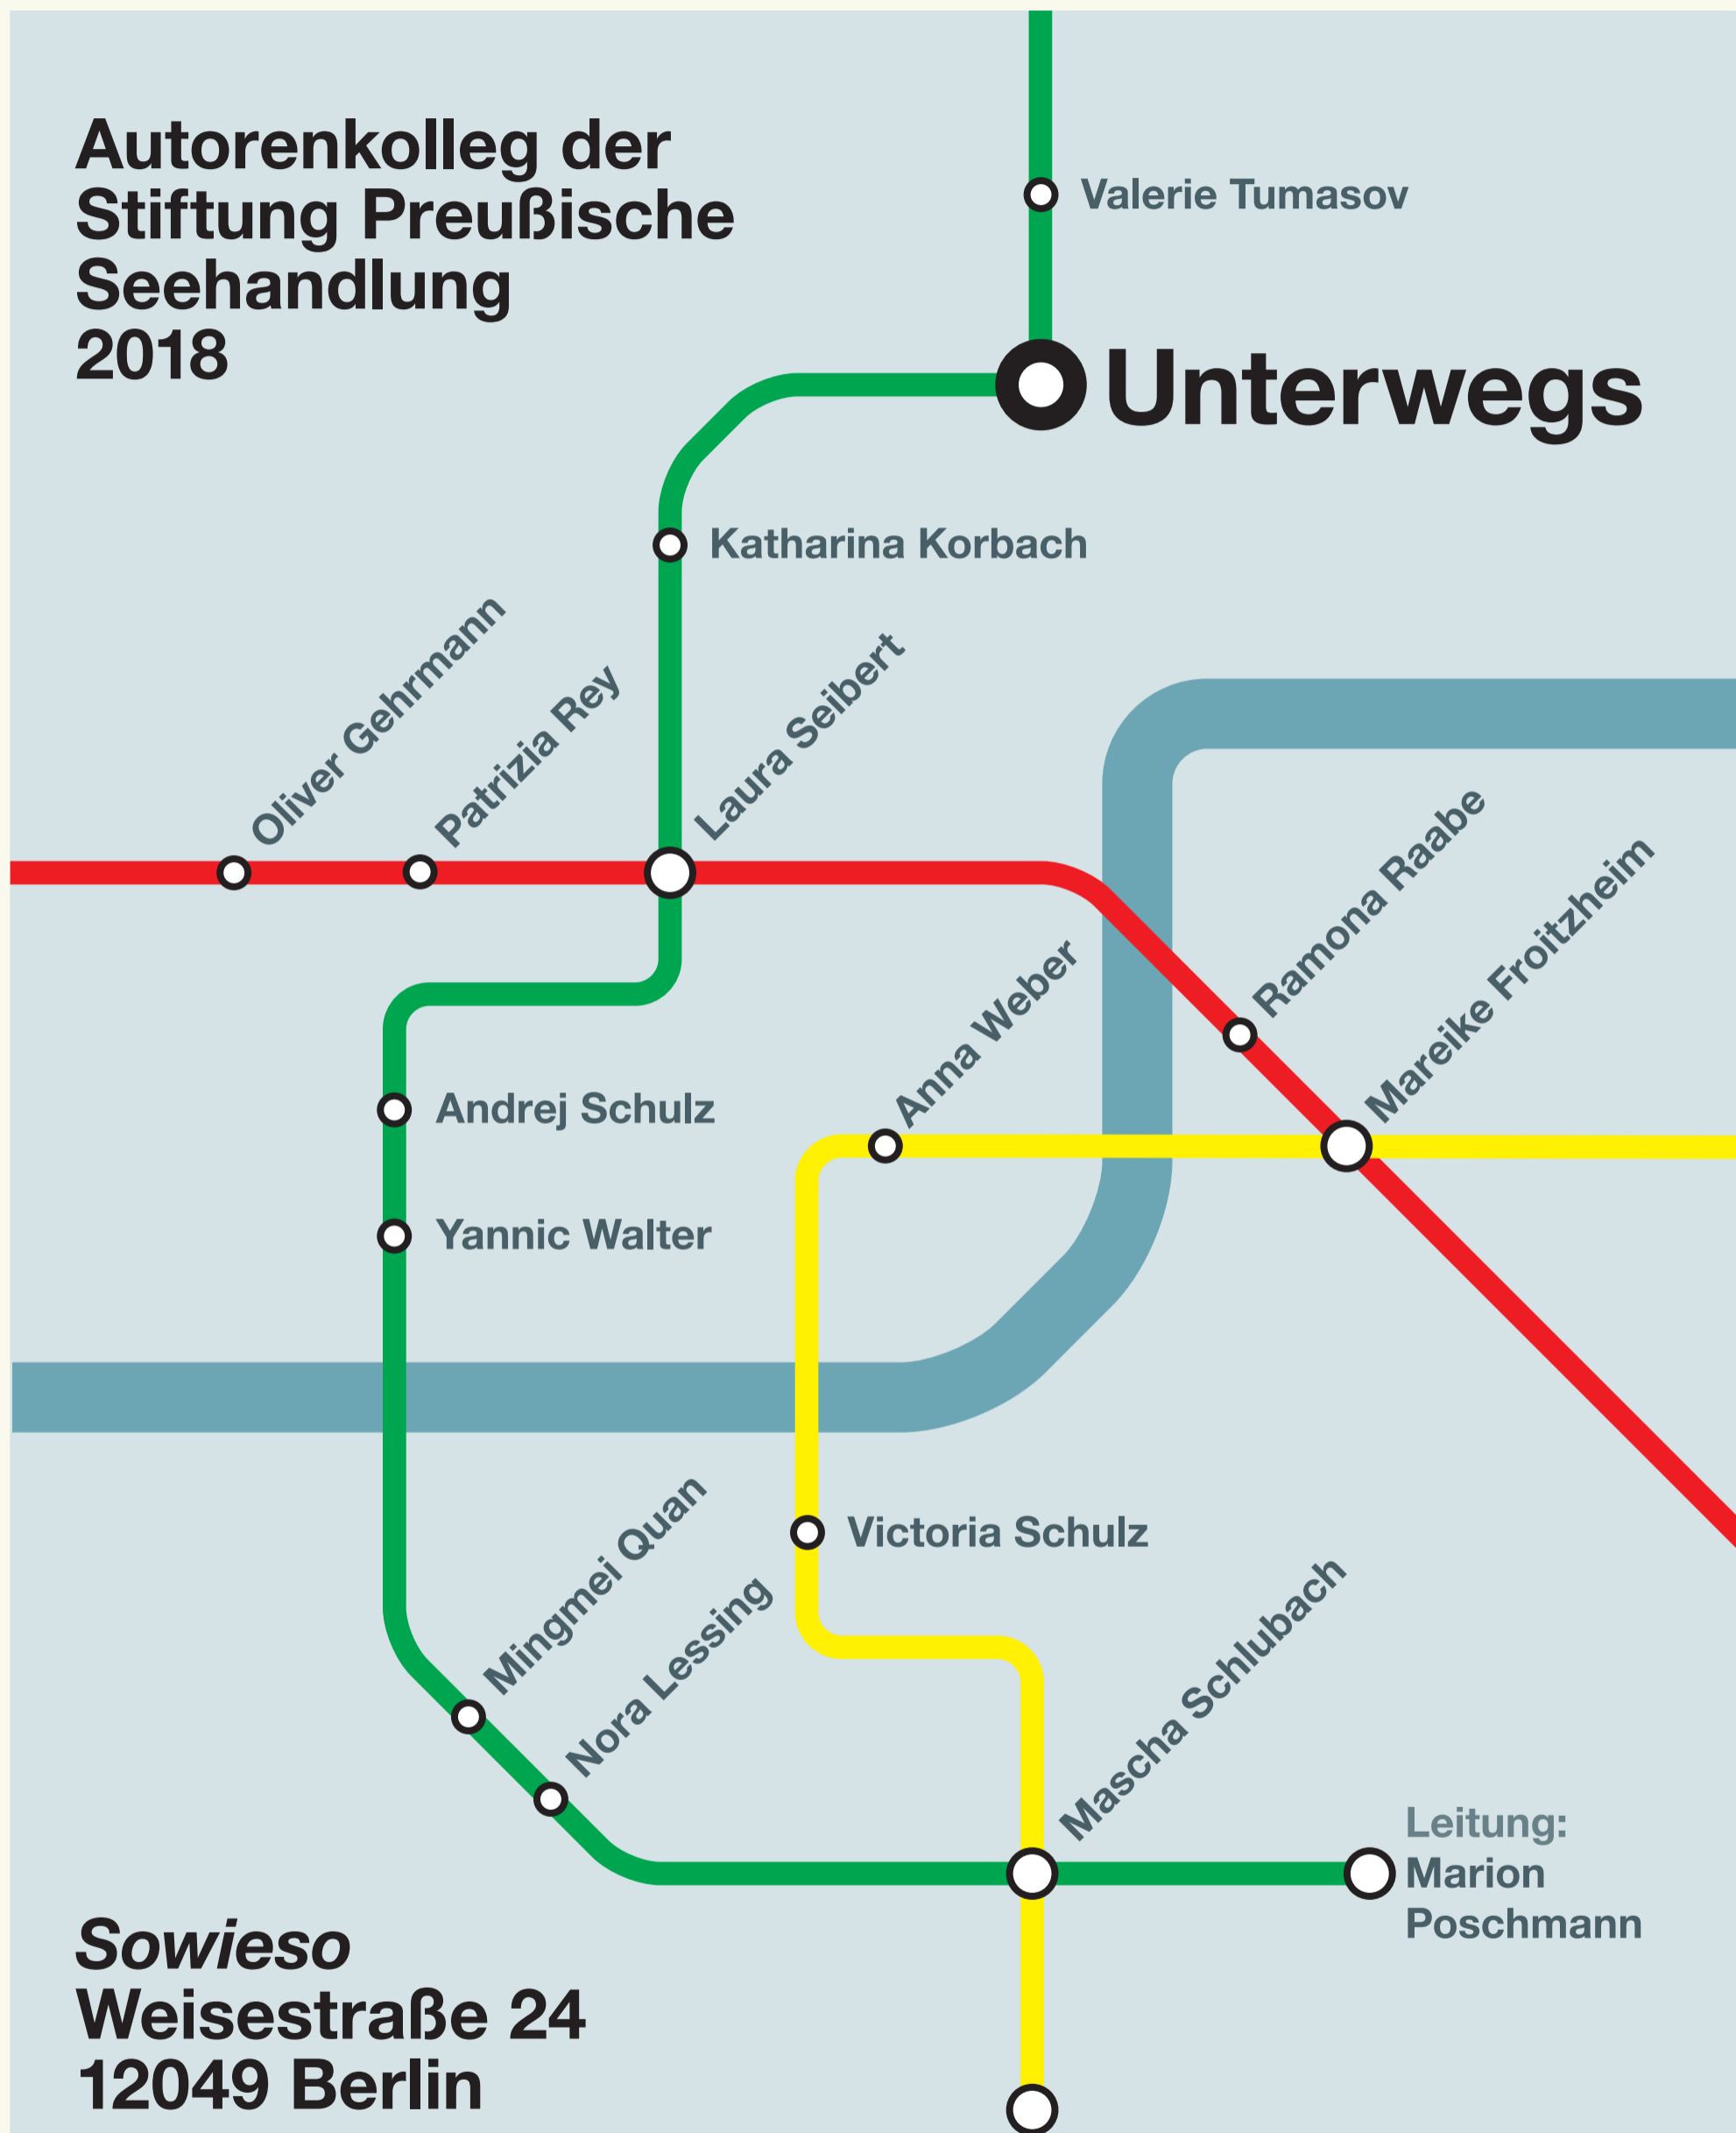 Autorenkolleg der
Stiftung Preußische
Seehandlung
2018
Valerie Tumasov
Unterwegs
Katharina Korbach
Oliver Gehrmann
Patrizia Rey
Laura Seibert
Ramona Raabe
Mareike Froitzheim
Anna Weber
Andrej Schulz
Yannic Walter
Victoria Schulz
Mingmei Quan
Nora Lessing
Mascha Schlubach
Leitung:
Marion
Poschmann
Sowieso
Weisestraße 24
12049 Berlin